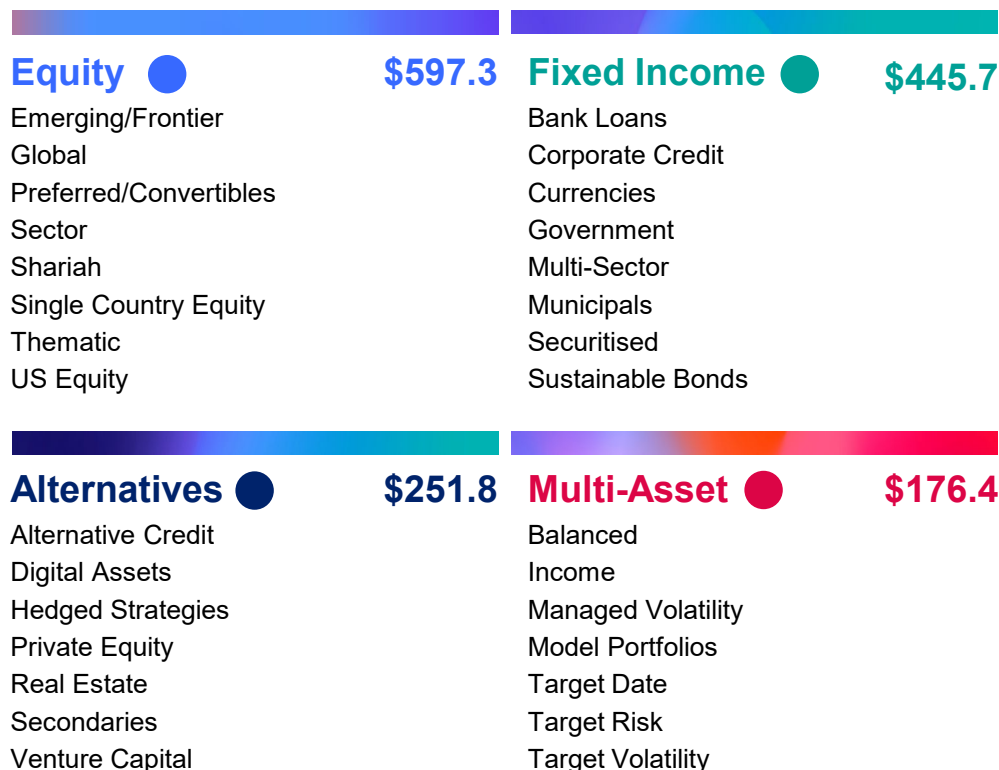 Equity $597.3
Emerging/Frontier
Global
Preferred/Convertibles
Sector
Shariah
Single Country Equity
Thematic
US Equity
Fixed Income $445.7
Bank Loans
Corporate Credit
Currencies
Government
Multi-Sector
Municipals
Securitised
Sustainable Bonds
Alternatives $251.8
Alternative Credit
Digital Assets
Hedged Strategies
Private Equity
Real Estate
Secondaries
Venture Capital
Multi-Asset $176.4
Balanced
Income
Managed Volatility
Model Portfolios
Target Date
Target Risk
Target Volatility